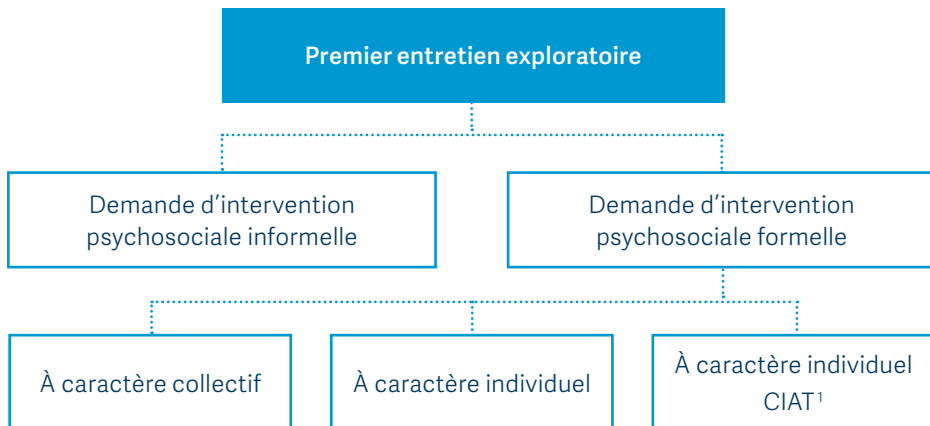 Premier entretien exploratoire
Demande d'intervention
psychosociale informelle
Demande d'intervention
psychosociale formelle
À caractère collectif
À caractère individuel
À caractère individuel
CIAT¹